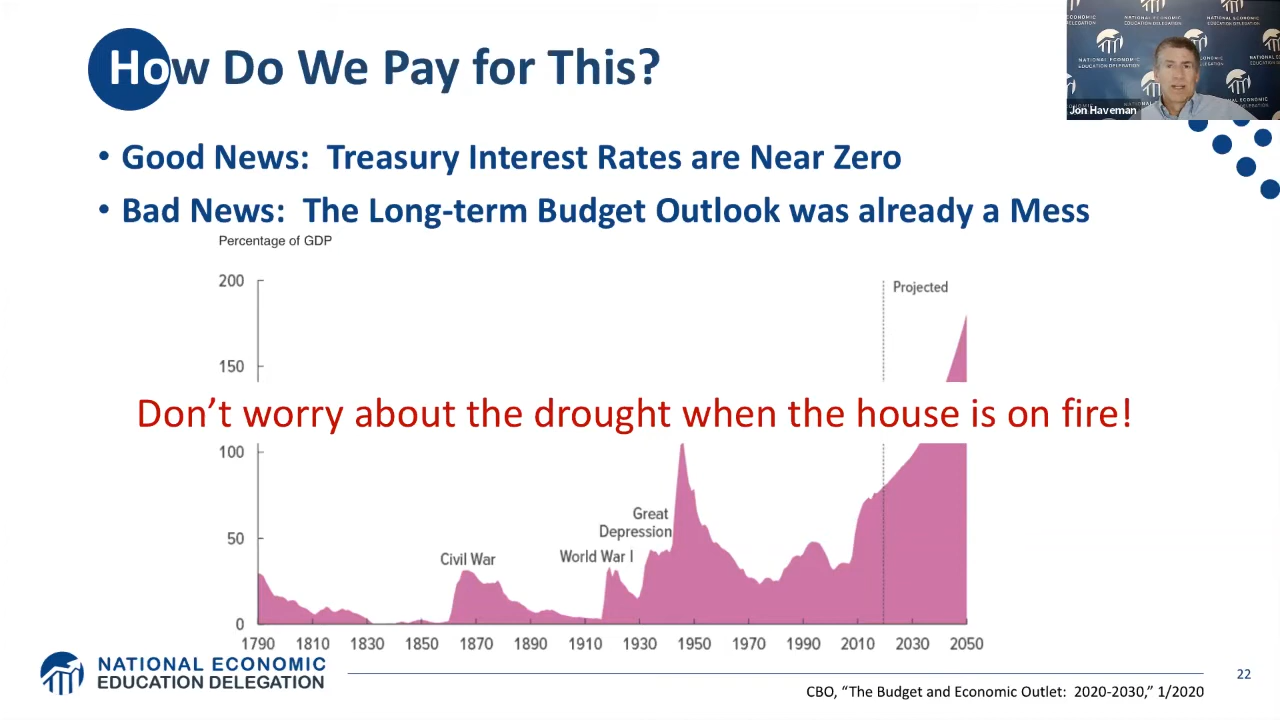 How Do We Pay for This?
Jon Haveman
• Good News: Treasury Interest Rates are Near Zero
• Bad News: The Long-term Budget Outlook was already a Mess
Percentage of GDP
200
Projected
150
Don’t worry about the drought when the house is on fire!
100
Great
Depression
50
Civil War
World War I
0
1790 1810 1830 1850 1870 1890 1910 1930 1950 1970 1990 2010 2030 2050
NATIONAL ECONOMIC
EDUCATION DELEGATION
22
CBO, “The Budget and Economic Outlet: 2020-2030,” 1/2020
NATIONAL ECONOMIC
EDUCATION DELEGATION